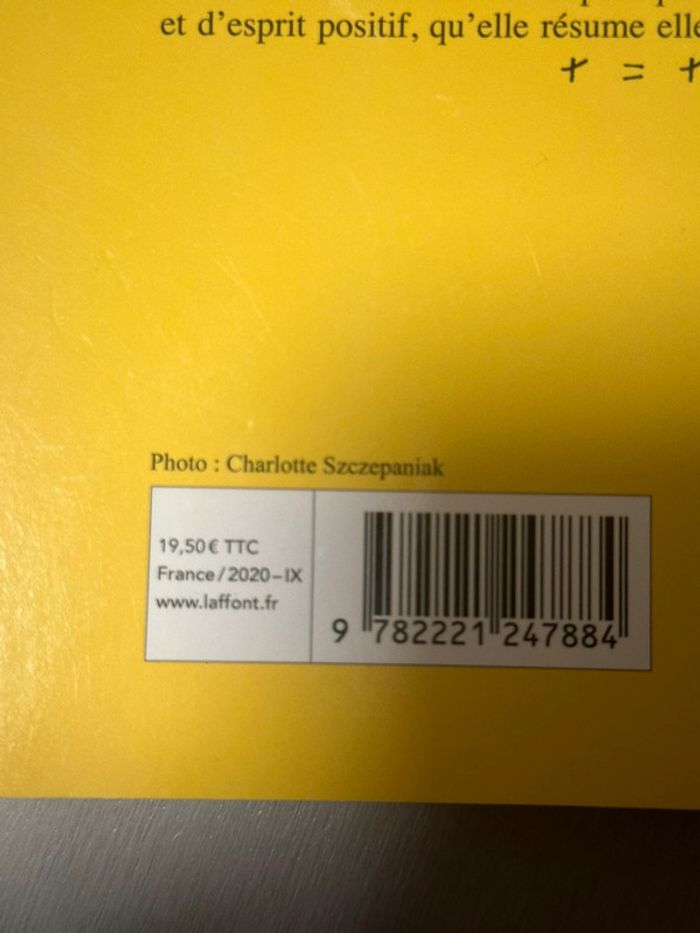 et d'esprit positif, qu'elle résume elle
+ = +
Photo : Charlotte Szczepaniak
19,50 € TTC
France / 2020 – IX
www.laffont.fr
9 782221 247884